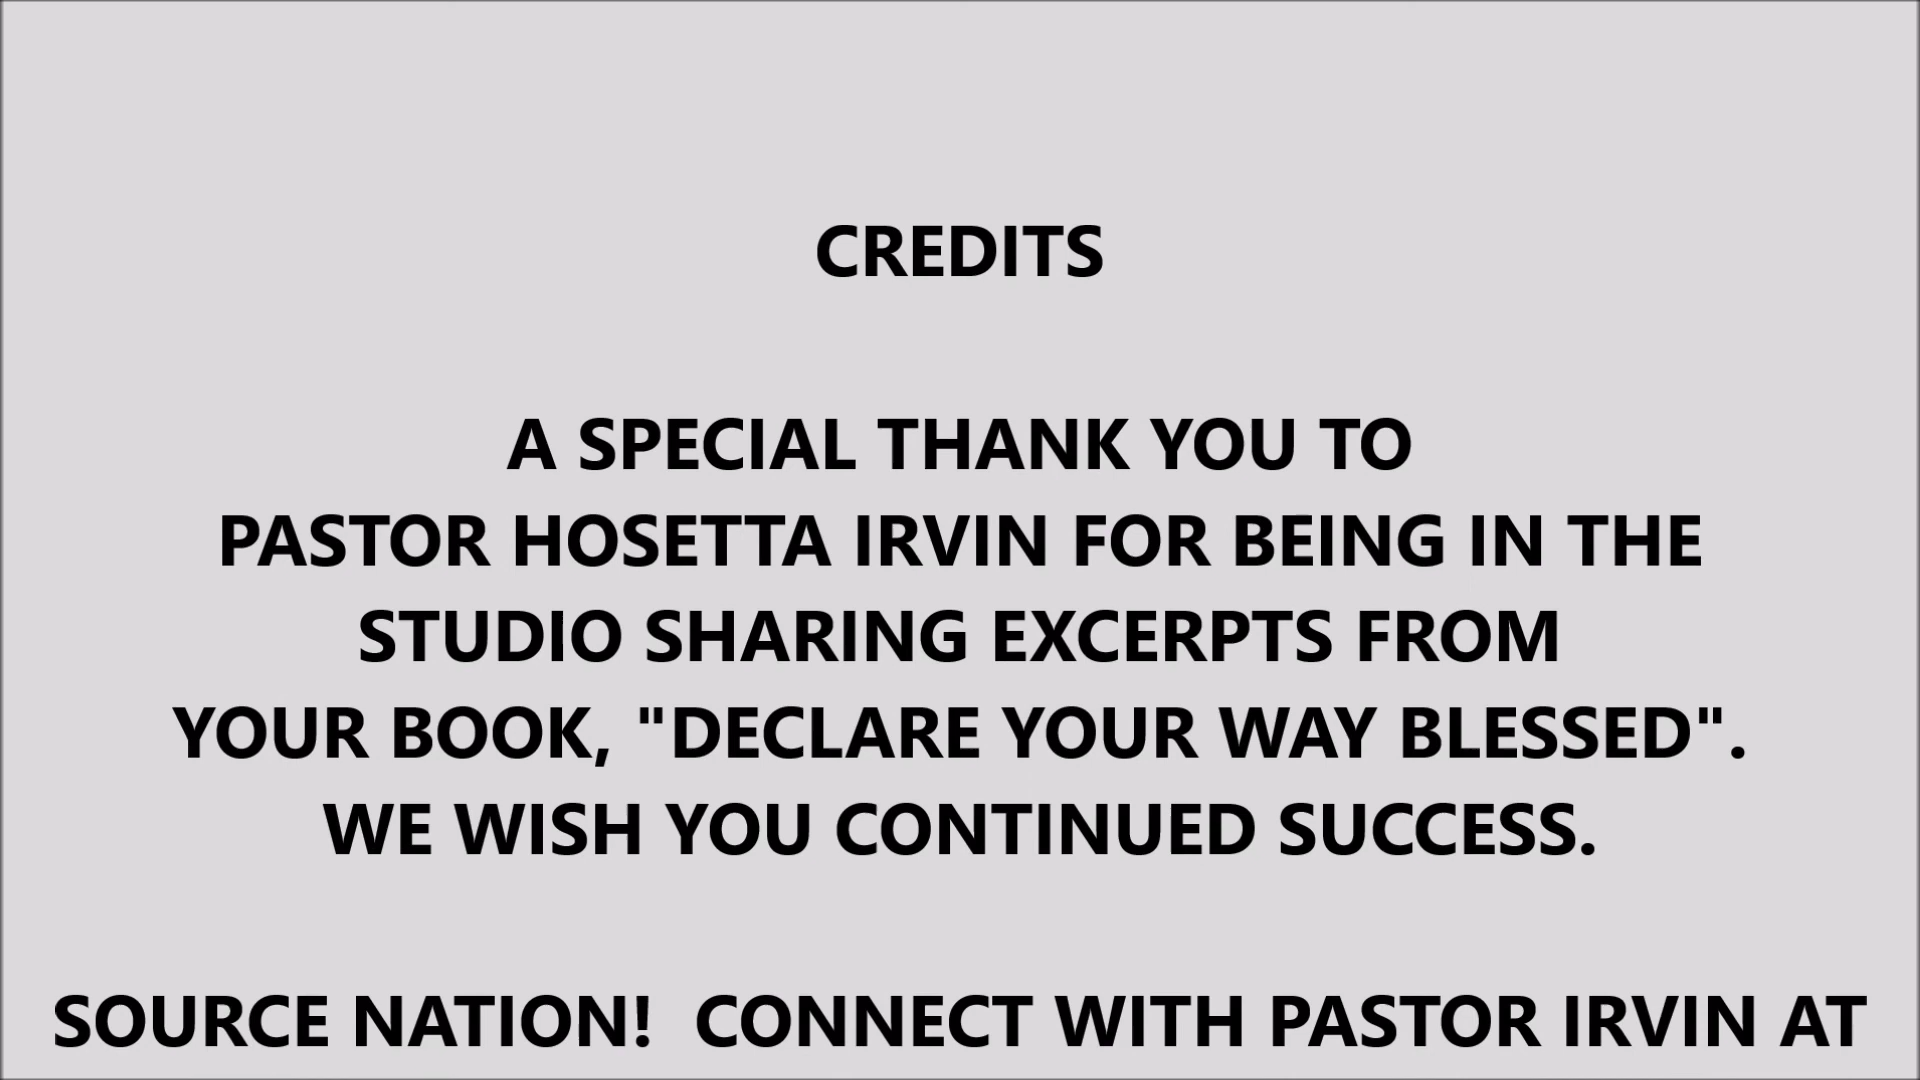 CREDITS
A SPECIAL THANK YOU TO
PASTOR HOSETTA IRVIN FOR BEING IN THE
STUDIO SHARING EXCERPTS FROM
YOUR BOOK, "DECLARE YOUR WAY BLESSED".
WE WISH YOU CONTINUED SUCCESS.
SOURCE NATION!  CONNECT WITH PASTOR IRVIN AT